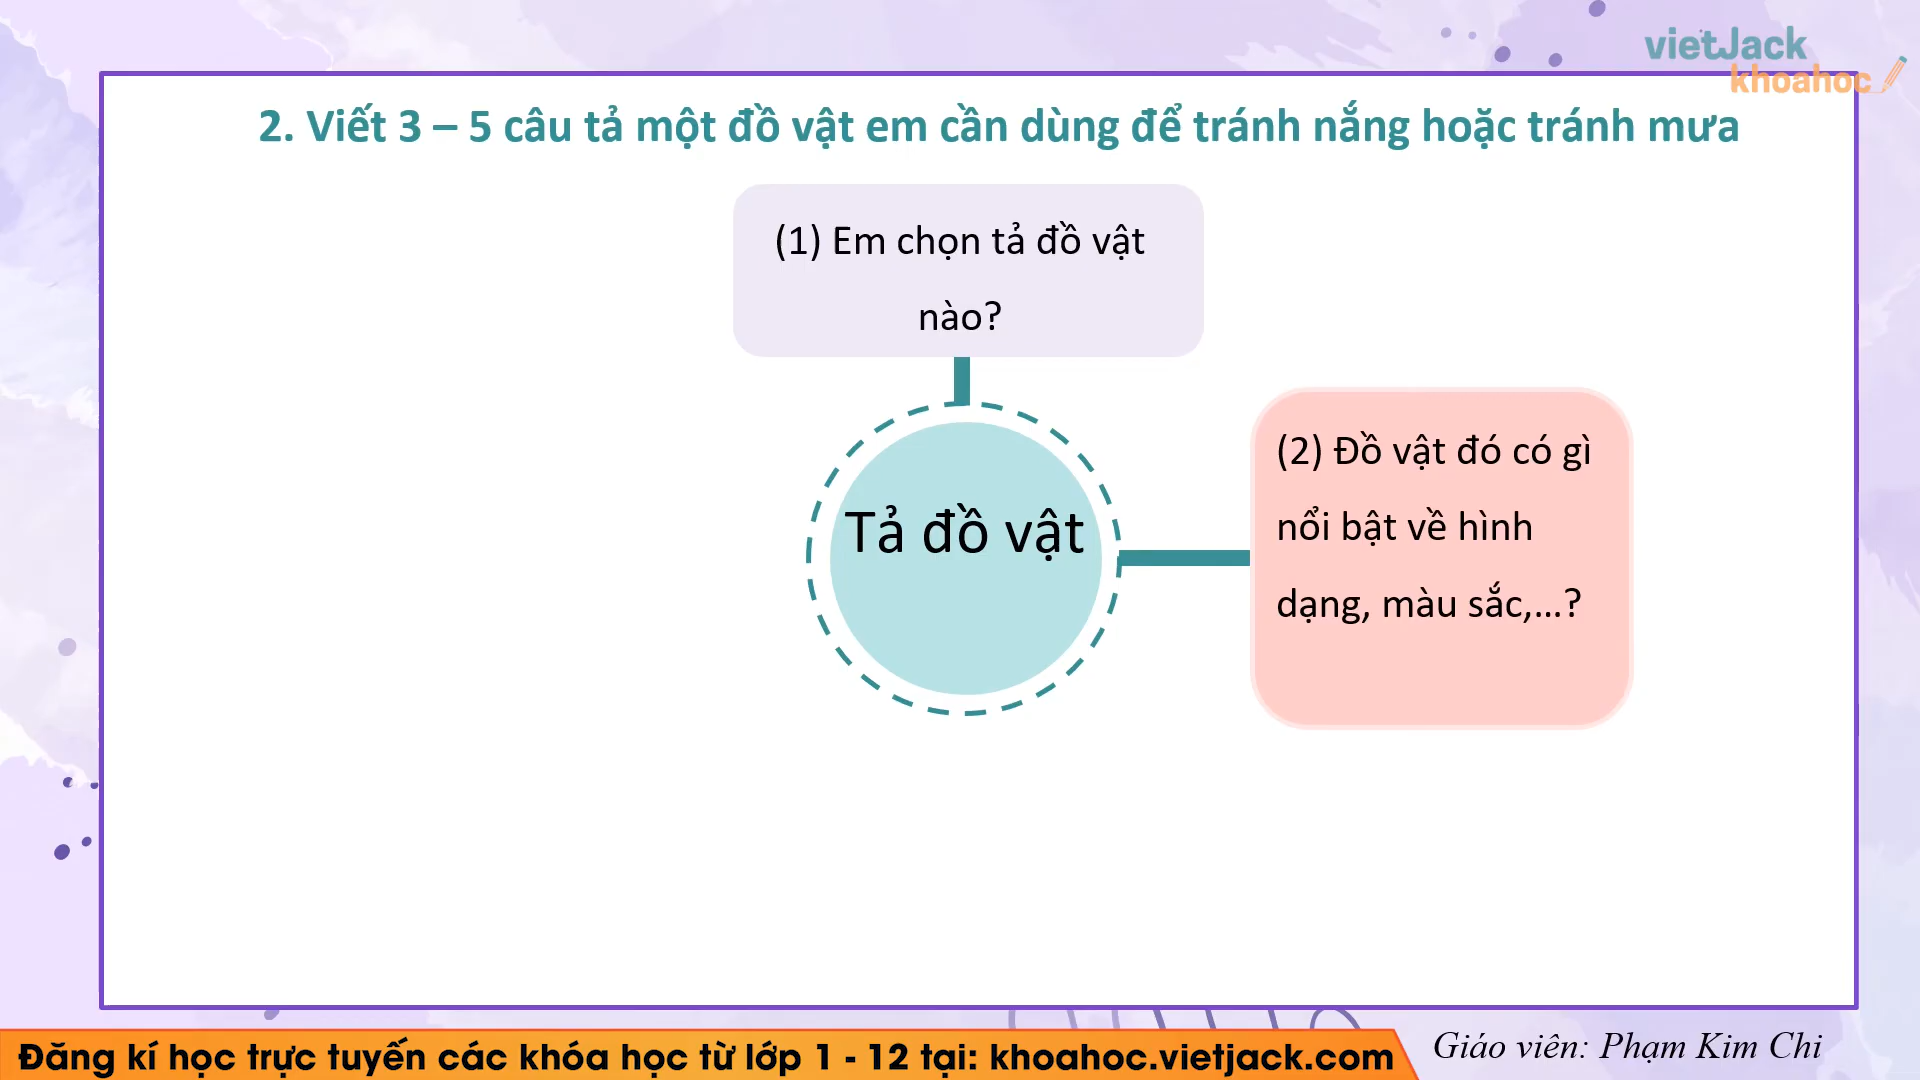 vietJack
khoahoc
2. Viết 3 – 5 câu tả một đồ vật em cần dùng để tránh nắng hoặc tránh mưa
(1) Em chọn tả đồ vật
nào?
Tả đồ vật
(2) Đồ vật đó có gì
nổi bật về hình
dạng, màu sắc,...?
Đăng kí học trực tuyến các khóa học từ lớp 1 - 12 tại: khoahoc.vietjack.com
Giáo viên: Phạm Kim Chi